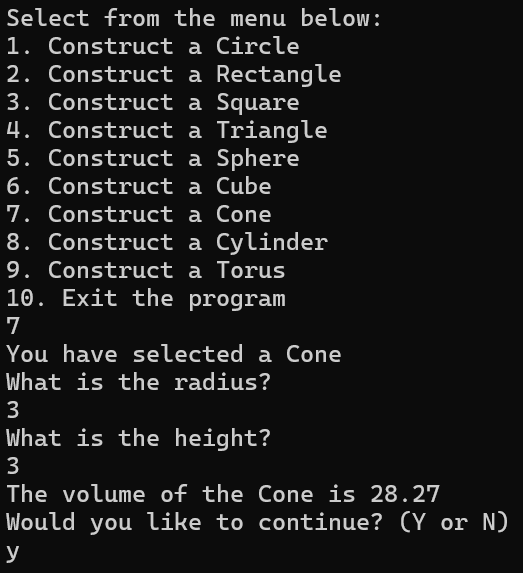 Select from the menu below:
1. Construct a Circle
2. Construct a Rectangle
3. Construct a Square
4. Construct a Triangle
5. Construct a Sphere
6. Construct a Cube
7. Construct a Cone
8. Construct a Cylinder
9. Construct a Torus
10. Exit the program
7
You have selected a Cone
What is the radius?
3
What is the height?
3
The volume of the Cone is 28.27
Would you like to continue? (Y or N)
y